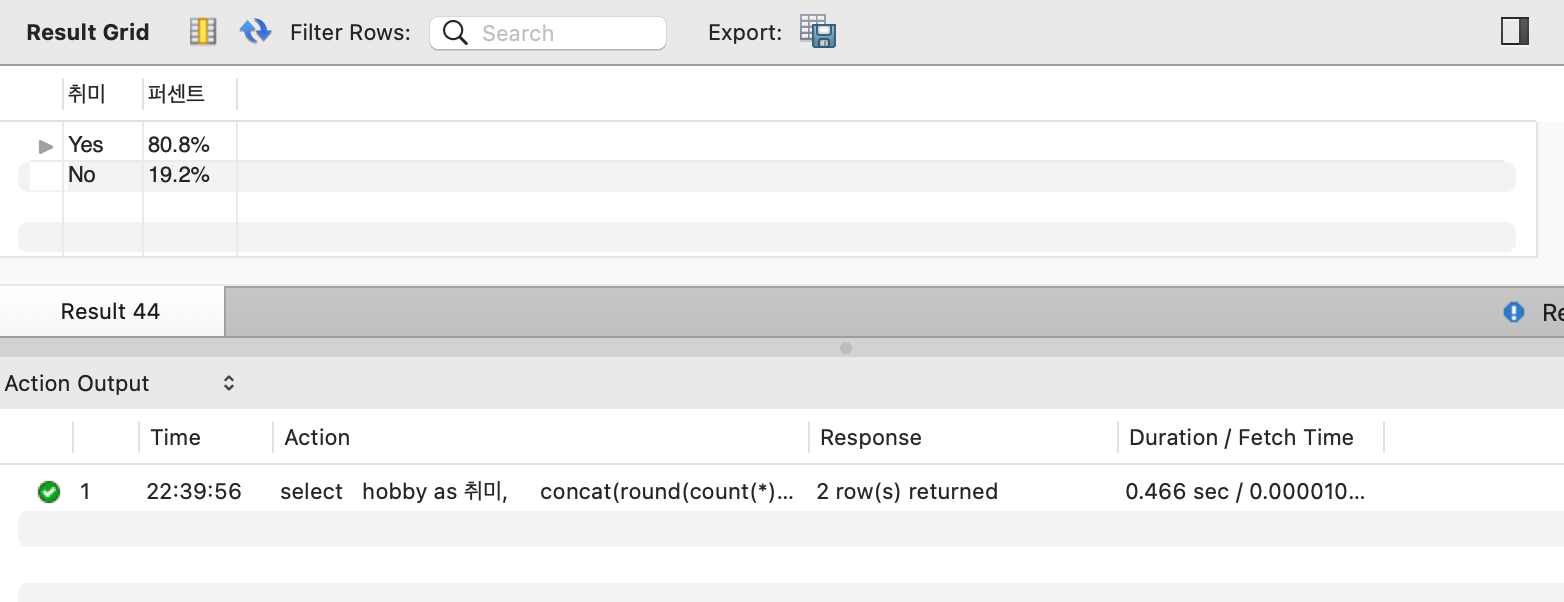 Result Grid Filter Rows: Search Export:
취미 퍼센트
Yes 80.8%
No 19.2%
Result 44
Action Output
Time Action Response Duration / Fetch Time
1 22:39:56 select hobby as 취미, concat(round(count(*)... 2 row(s) returned 0.466 sec / 0.000010...